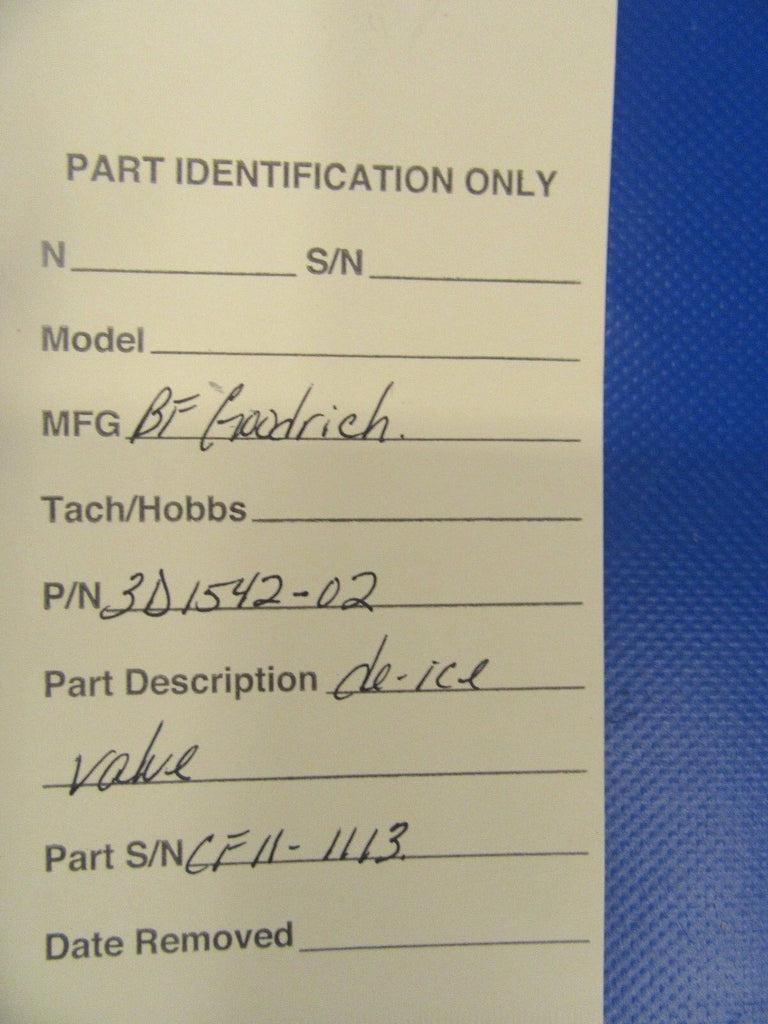 PART IDENTIFICATION ONLY
N S/N
Model
MFG BF Goodrich.
Tach/Hobbs
P/N 3D1542-02
Part Description de-ice
valve
Part S/N CF11-1113.
Date Removed